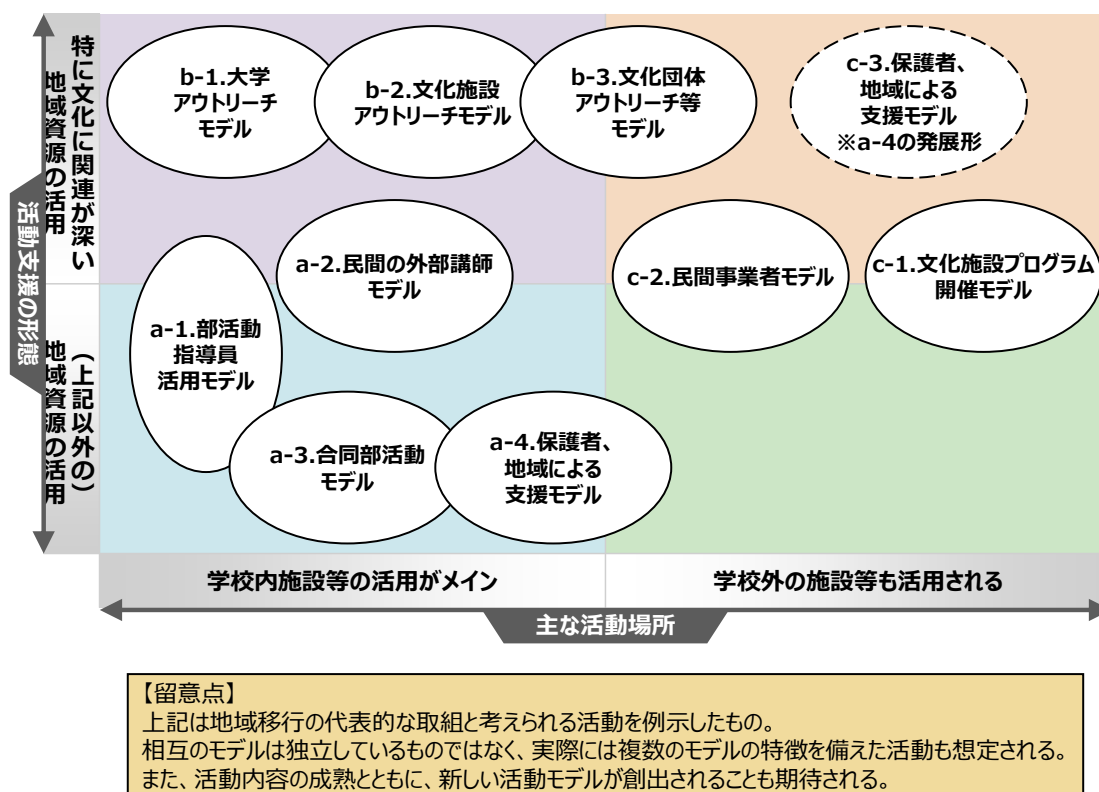 特に文化に関連が深い
地域資源の活用
活動支援の形態
(上記以外の)
地域資源の活用
b-1.大学
アウトリーチ
モデル
b-2.文化施設
アウトリーチモデル
b-3.文化団体
アウトリーチ等
モデル
c-3.保護者、
地域による
支援モデル
※a-4の発展形
a-2.民間の外部講師
モデル
c-2.民間事業者モデル
c-1.文化施設プログラム
開催モデル
a-1.部活動
指導員
活用モデル
a-3.合同部活動
モデル
a-4.保護者、
地域による
支援モデル
学校内施設等の活用がメイン
学校外の施設等も活用される
主な活動場所
【留意点】
上記は地域移行の代表的な取組と考えられる活動を例示したもの。
相互のモデルは独立しているものではなく、実際には複数のモデルの特徴を備えた活動も想定される。
また、活動内容の成熟とともに、新しい活動モデルが創出されることも期待される。